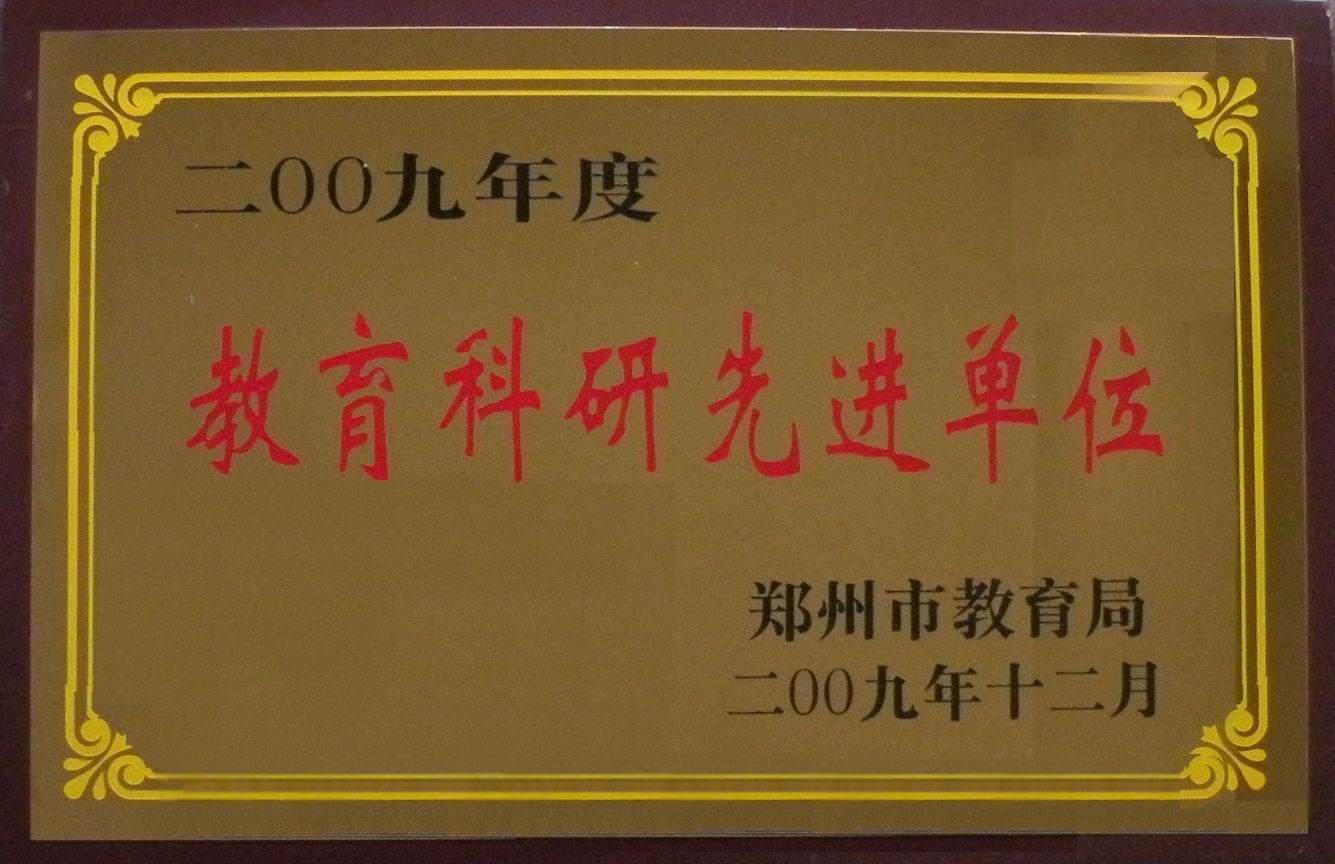 二00九年度
教育科研先进单位
郑州市教育局
二00九年十二月